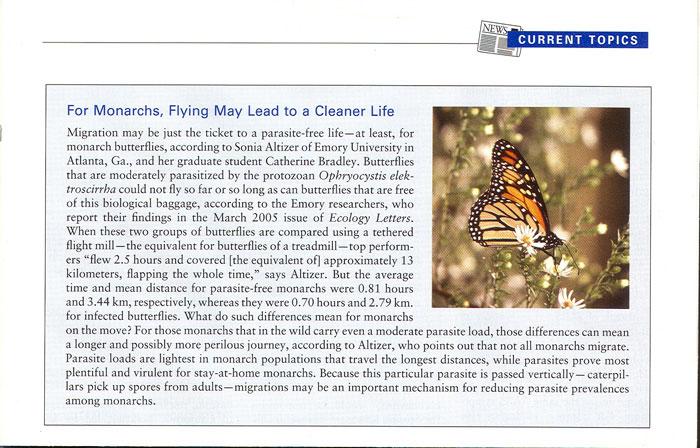 NEWS
CURRENT TOPICS
For Monarchs, Flying May Lead to a Cleaner Life
Migration may be just the ticket to a parasite-free life—at least, for
monarch butterflies, according to Sonia Altizer of Emory University in
Atlanta, Ga., and her graduate student Catherine Bradley. Butterflies
that are moderately parasitized by the protozoan Ophryocystis elek-
troscirrha could not fly so far or so long as can butterflies that are free
of this biological baggage, according to the Emory researchers, who
report their findings in the March 2005 issue of Ecology Letters.
When these two groups of butterflies are compared using a tethered
flight mill—the equivalent for butterflies of a treadmill—top perform-
ers “flew 2.5 hours and covered [the equivalent of] approximately 13
kilometers, flapping the whole time,” says Altizer. But the average
time and mean distance for parasite-free monarchs were 0.81 hours
and 3.44 km, respectively, whereas they were 0.70 hours and 2.79 km.
for infected butterflies. What do such differences mean for monarchs
on the move? For those monarchs that in the wild carry even a moderate parasite load, those differences can mean
a longer and possibly more perilous journey, according to Altizer, who points out that not all monarchs migrate.
Parasite loads are lightest in monarch populations that travel the longest distances, while parasites prove most
plentiful and virulent for stay-at-home monarchs. Because this particular parasite is passed vertically—caterpil-
lars pick up spores from adults—migrations may be an important mechanism for reducing parasite prevalences
among monarchs.